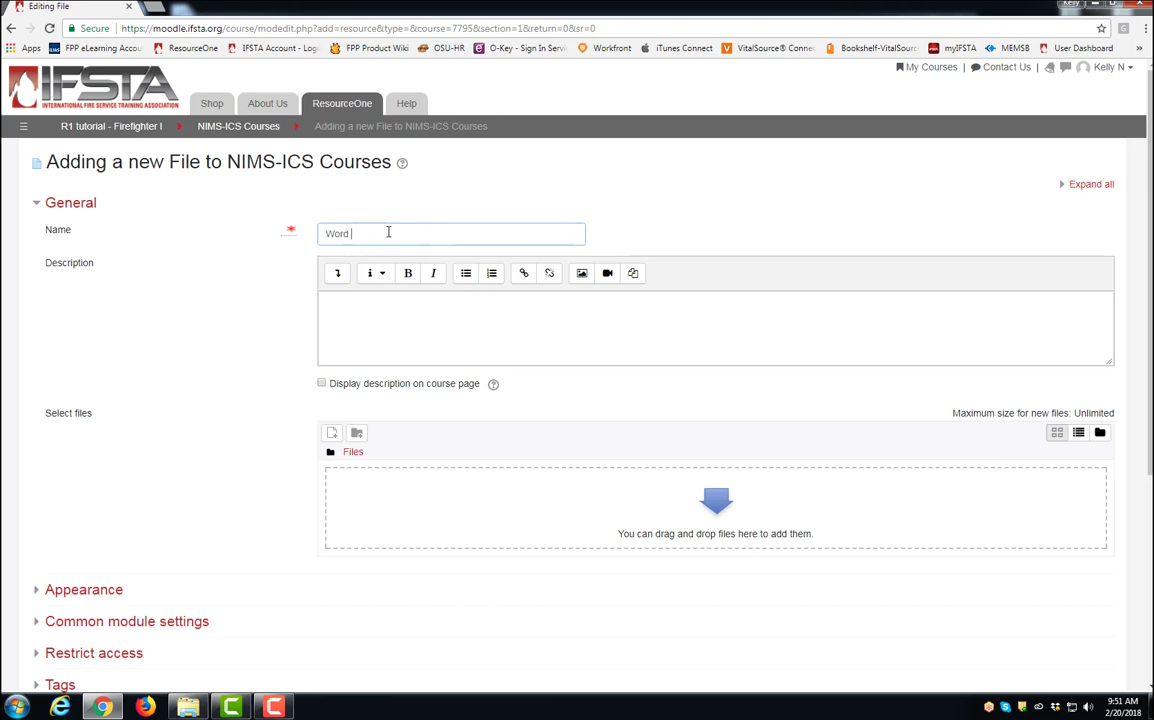 Editing File
Kelly
Secure
https://moodle.ifsta.org/course/modedit.php?add=resource&type=&course=7795&section=1&return=0&sr=0
Apps
FPP eLearning Accou
ResourceOne
IFSTA Account - Logi
FPP Product Wiki
OSU-HR
O-Key - Sign In Servic
Workfront
iTunes Connect
VitalSource® Connec
Bookshelf-VitalSourc
myIFSTA
MEMSB
User Dashboard
»
IFSTA
INTERNATIONAL FIRE SERVICE TRAINING ASSOCIATION
Shop
About Us
ResourceOne
Help
My Courses
Contact Us
Kelly N
R1 tutorial - Firefighter I
NIMS-ICS Courses
Adding a new File to NIMS-ICS Courses
Adding a new File to NIMS-ICS Courses
Expand all
General
Name
Word
Description
i B I
Display description on course page
Select files
Maximum size for new files: Unlimited
Files
You can drag and drop files here to add them.
Appearance
Common module settings
Restrict access
Tags
9:51 AM
2/20/2018